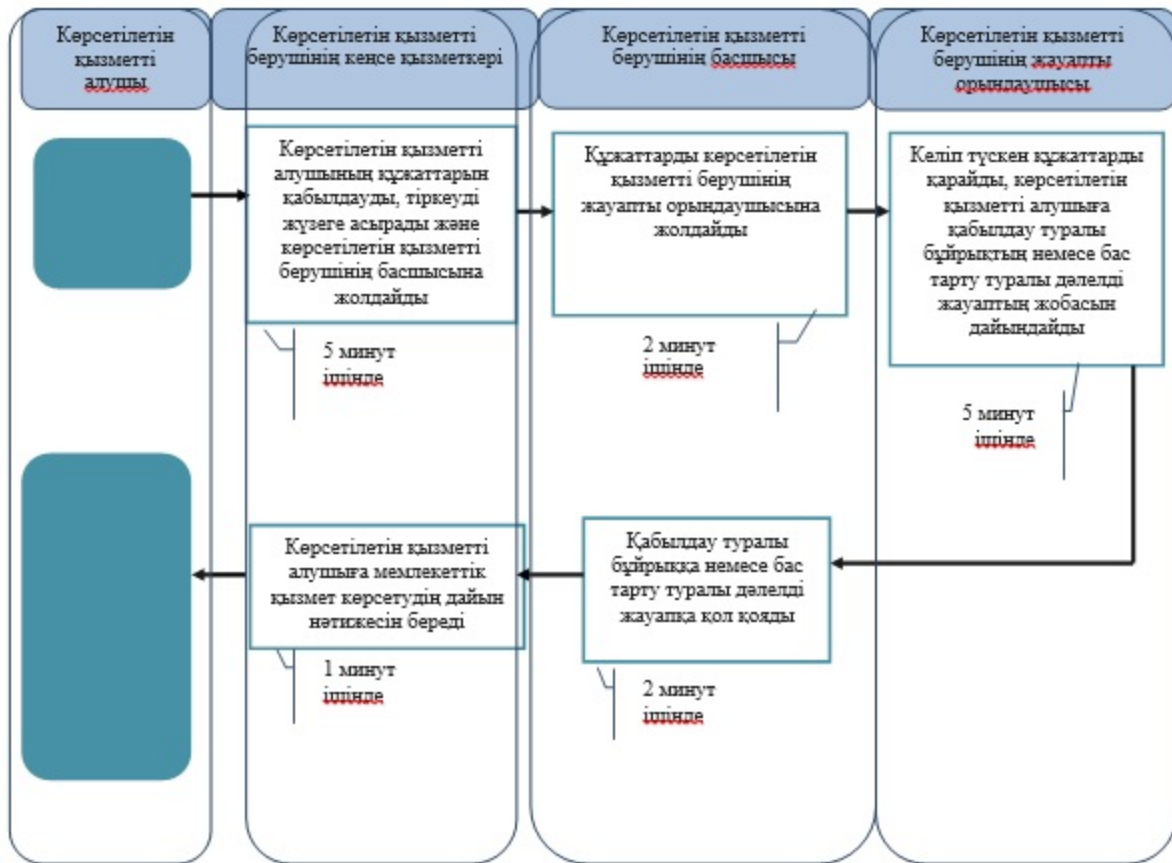 Көрсетілетін
қызметті
алушы
Көрсетілетін қызметті
берушінің кеңсе қызметкері
Көрсетілетін қызметті
берушінің басшысы
Көрсетілетін қызметті
берушінің жауапты
орындаушысы
Көрсетілетін қызметті
алушының құжаттарын
қабылдауды, тіркеуді
жүзеге асырады және
көрсетілетін қызметті
берушінің басшысына
жолдайды
Құжаттарды көрсетілетін
қызметті берушінің
жауапты орындаушысына
жолдайды
Келіп түскен құжаттарды
қарайды, көрсетілетін
қызметті алушыға
қабылдау туралы
бұйрықтың немесе бас
тарту туралы дәлелді
жауаптың жобасын
дайындайды
5 минут
ішінде
2 минут
ішінде
5 минут
ішінде
Көрсетілетін қызметті
алушыға мемлекеттік
қызмет көрсетудің дайын
нәтижесін береді
Қабылдау туралы
бұйрыққа немесе бас
тарту туралы дәлелді
жауапқа қол қояды
1 минут
ішінде
2 минут
ішінде